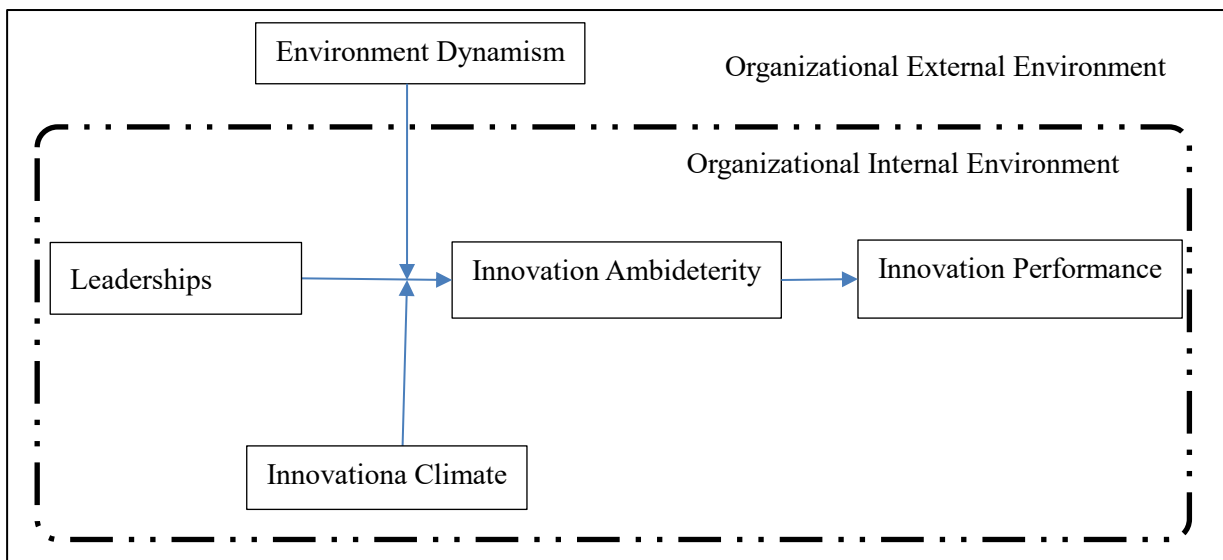 Environment Dynamism
Organizational External Environment
Organizational Internal Environment
Leaderships
Innovation Ambideterity
Innovation Performance
Innovationa Climate